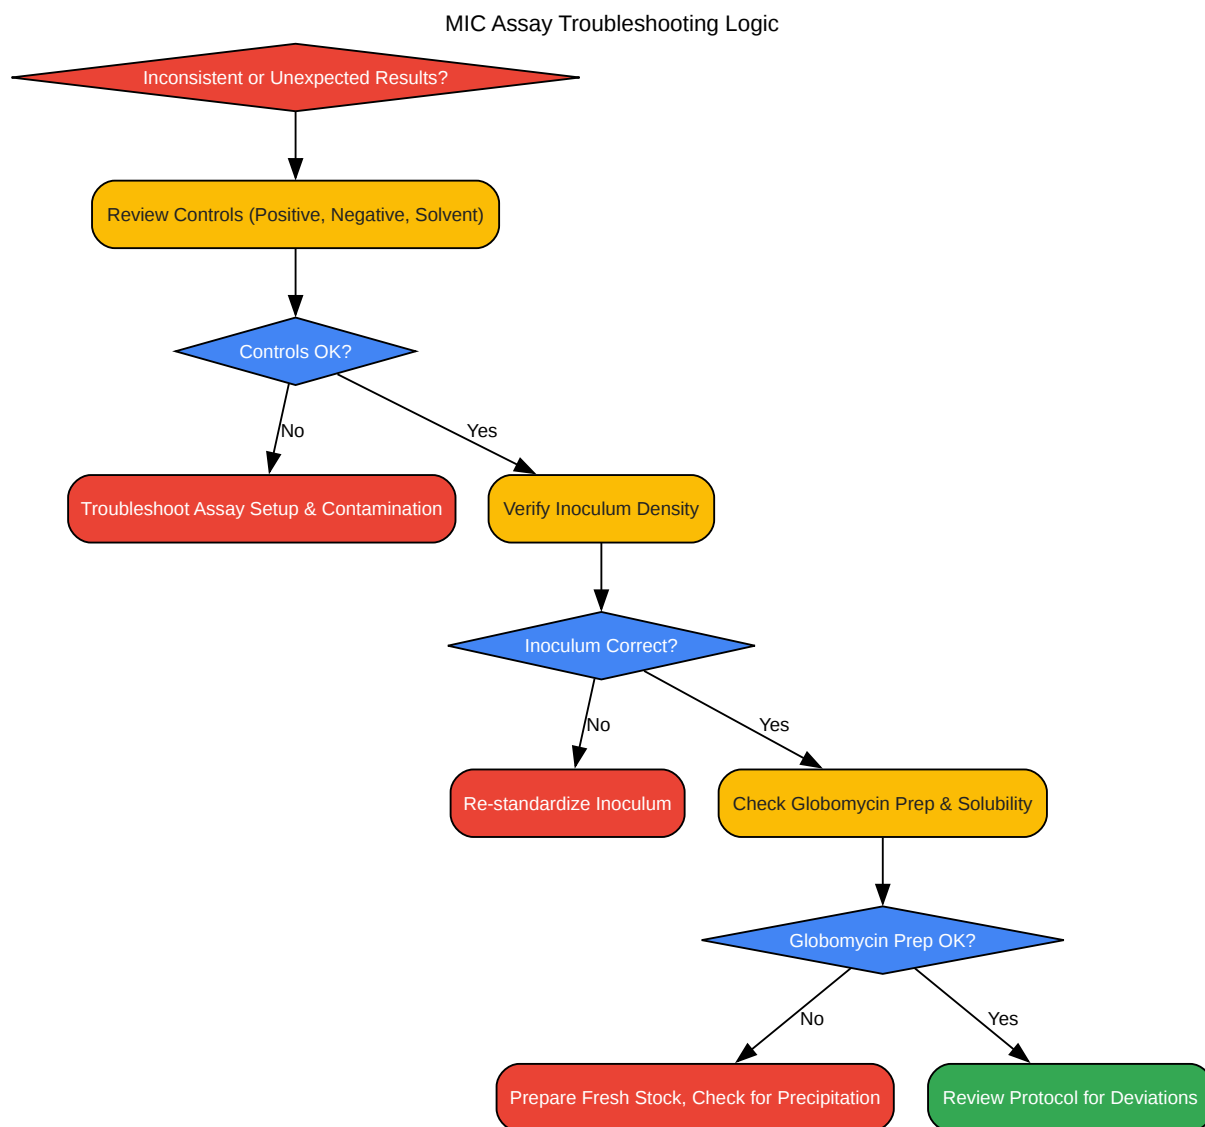 MIC Assay Troubleshooting Logic
Inconsistent or Unexpected Results?
Review Controls (Positive, Negative, Solvent)
Controls OK?
No
Yes
Troubleshoot Assay Setup & Contamination
Verify Inoculum Density
Inoculum Correct?
No
Yes
Re-standardize Inoculum
Check Globomycin Prep & Solubility
Globomycin Prep OK?
No
Yes
Prepare Fresh Stock, Check for Precipitation
Review Protocol for Deviations